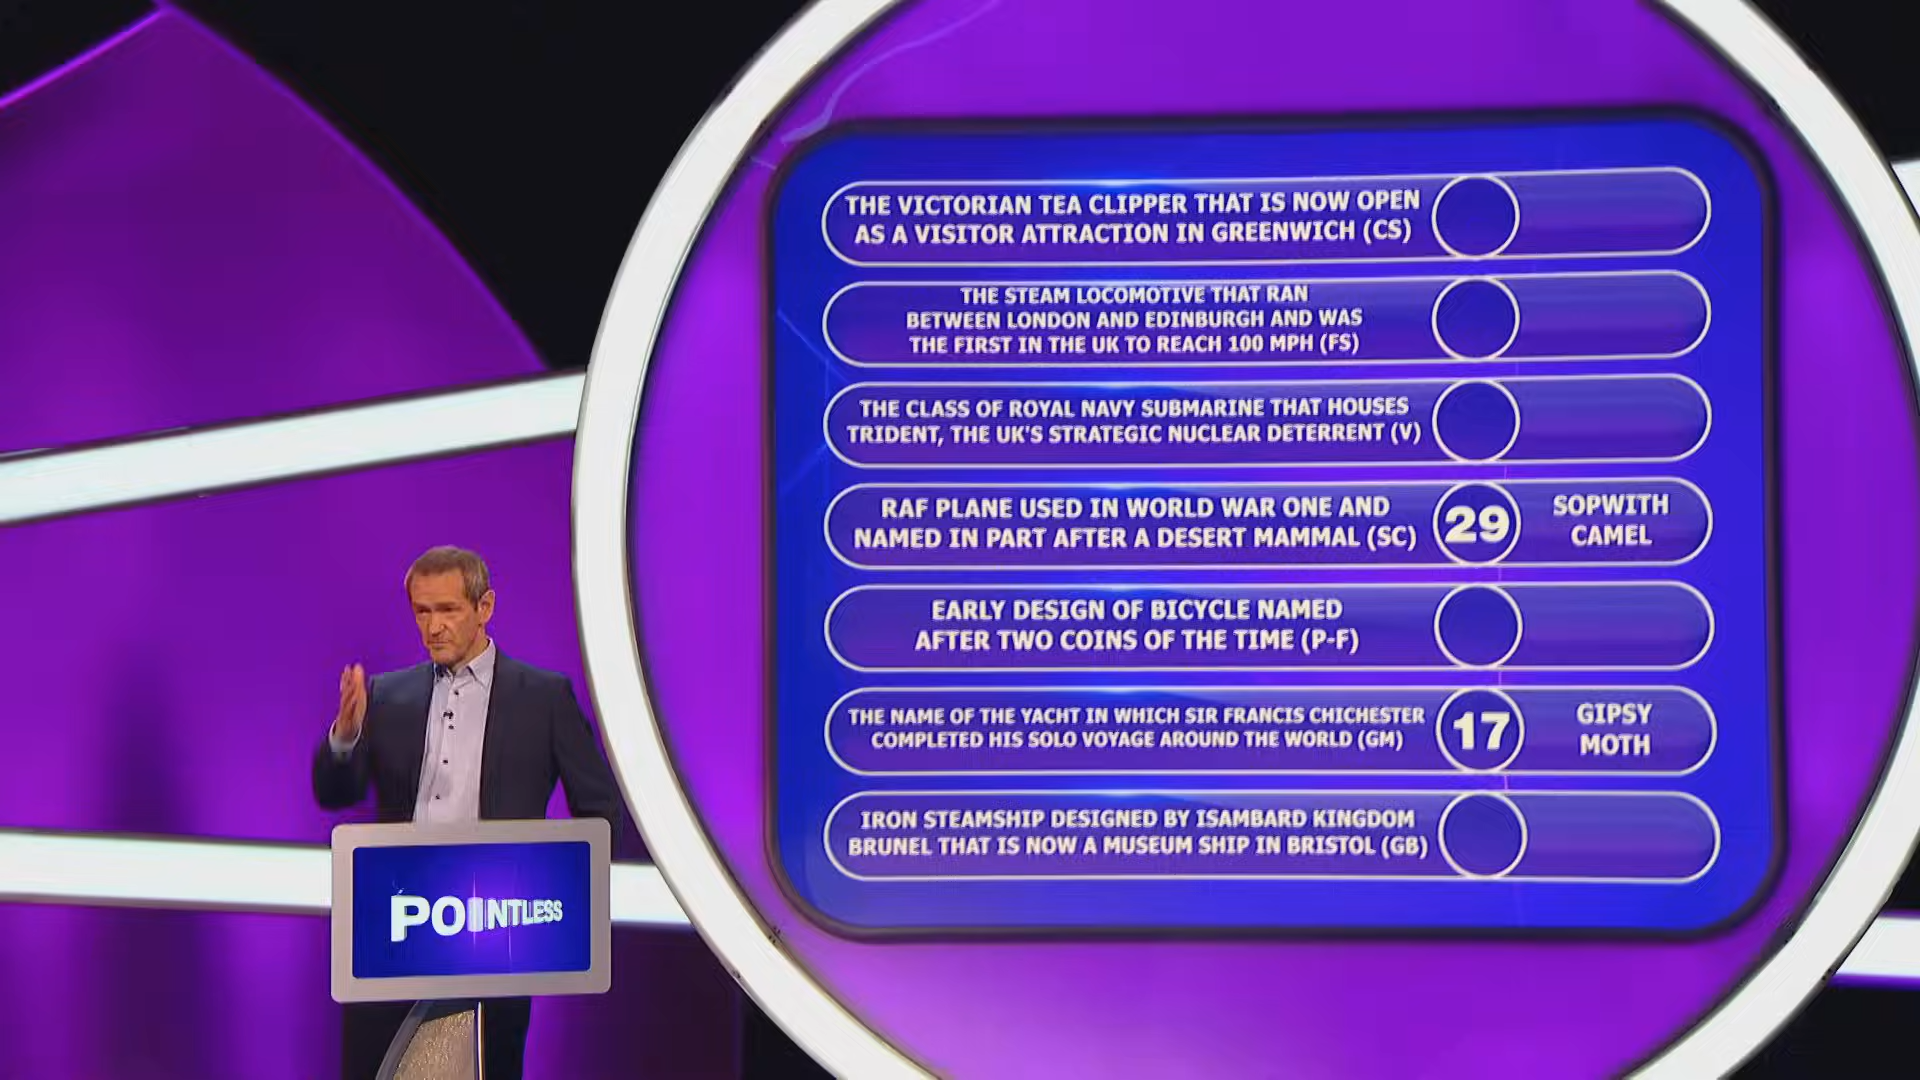 THE VICTORIAN TEA CLIPPER THAT IS NOW OPEN
AS A VISITOR ATTRACTION IN GREENWICH (CS)
THE STEAM LOCOMOTIVE THAT RAN
BETWEEN LONDON AND EDINBURGH AND WAS
THE FIRST IN THE UK TO REACH 100 MPH (FS)
THE CLASS OF ROYAL NAVY SUBMARINE THAT HOUSES
TRIDENT, THE UK'S STRATEGIC NUCLEAR DETERRENT (V)
RAF PLANE USED IN WORLD WAR ONE AND
NAMED IN PART AFTER A DESERT MAMMAL (SC)
29
SOPWITH
CAMEL
EARLY DESIGN OF BICYCLE NAMED
AFTER TWO COINS OF THE TIME (P-F)
THE NAME OF THE YACHT IN WHICH SIR FRANCIS CHICHESTER
COMPLETED HIS SOLO VOYAGE AROUND THE WORLD (GM)
17
GIPSY
MOTH
IRON STEAMSHIP DESIGNED BY ISAMBARD KINGDOM
BRUNEL THAT IS NOW A MUSEUM SHIP IN BRISTOL (GB)
POINTLESS